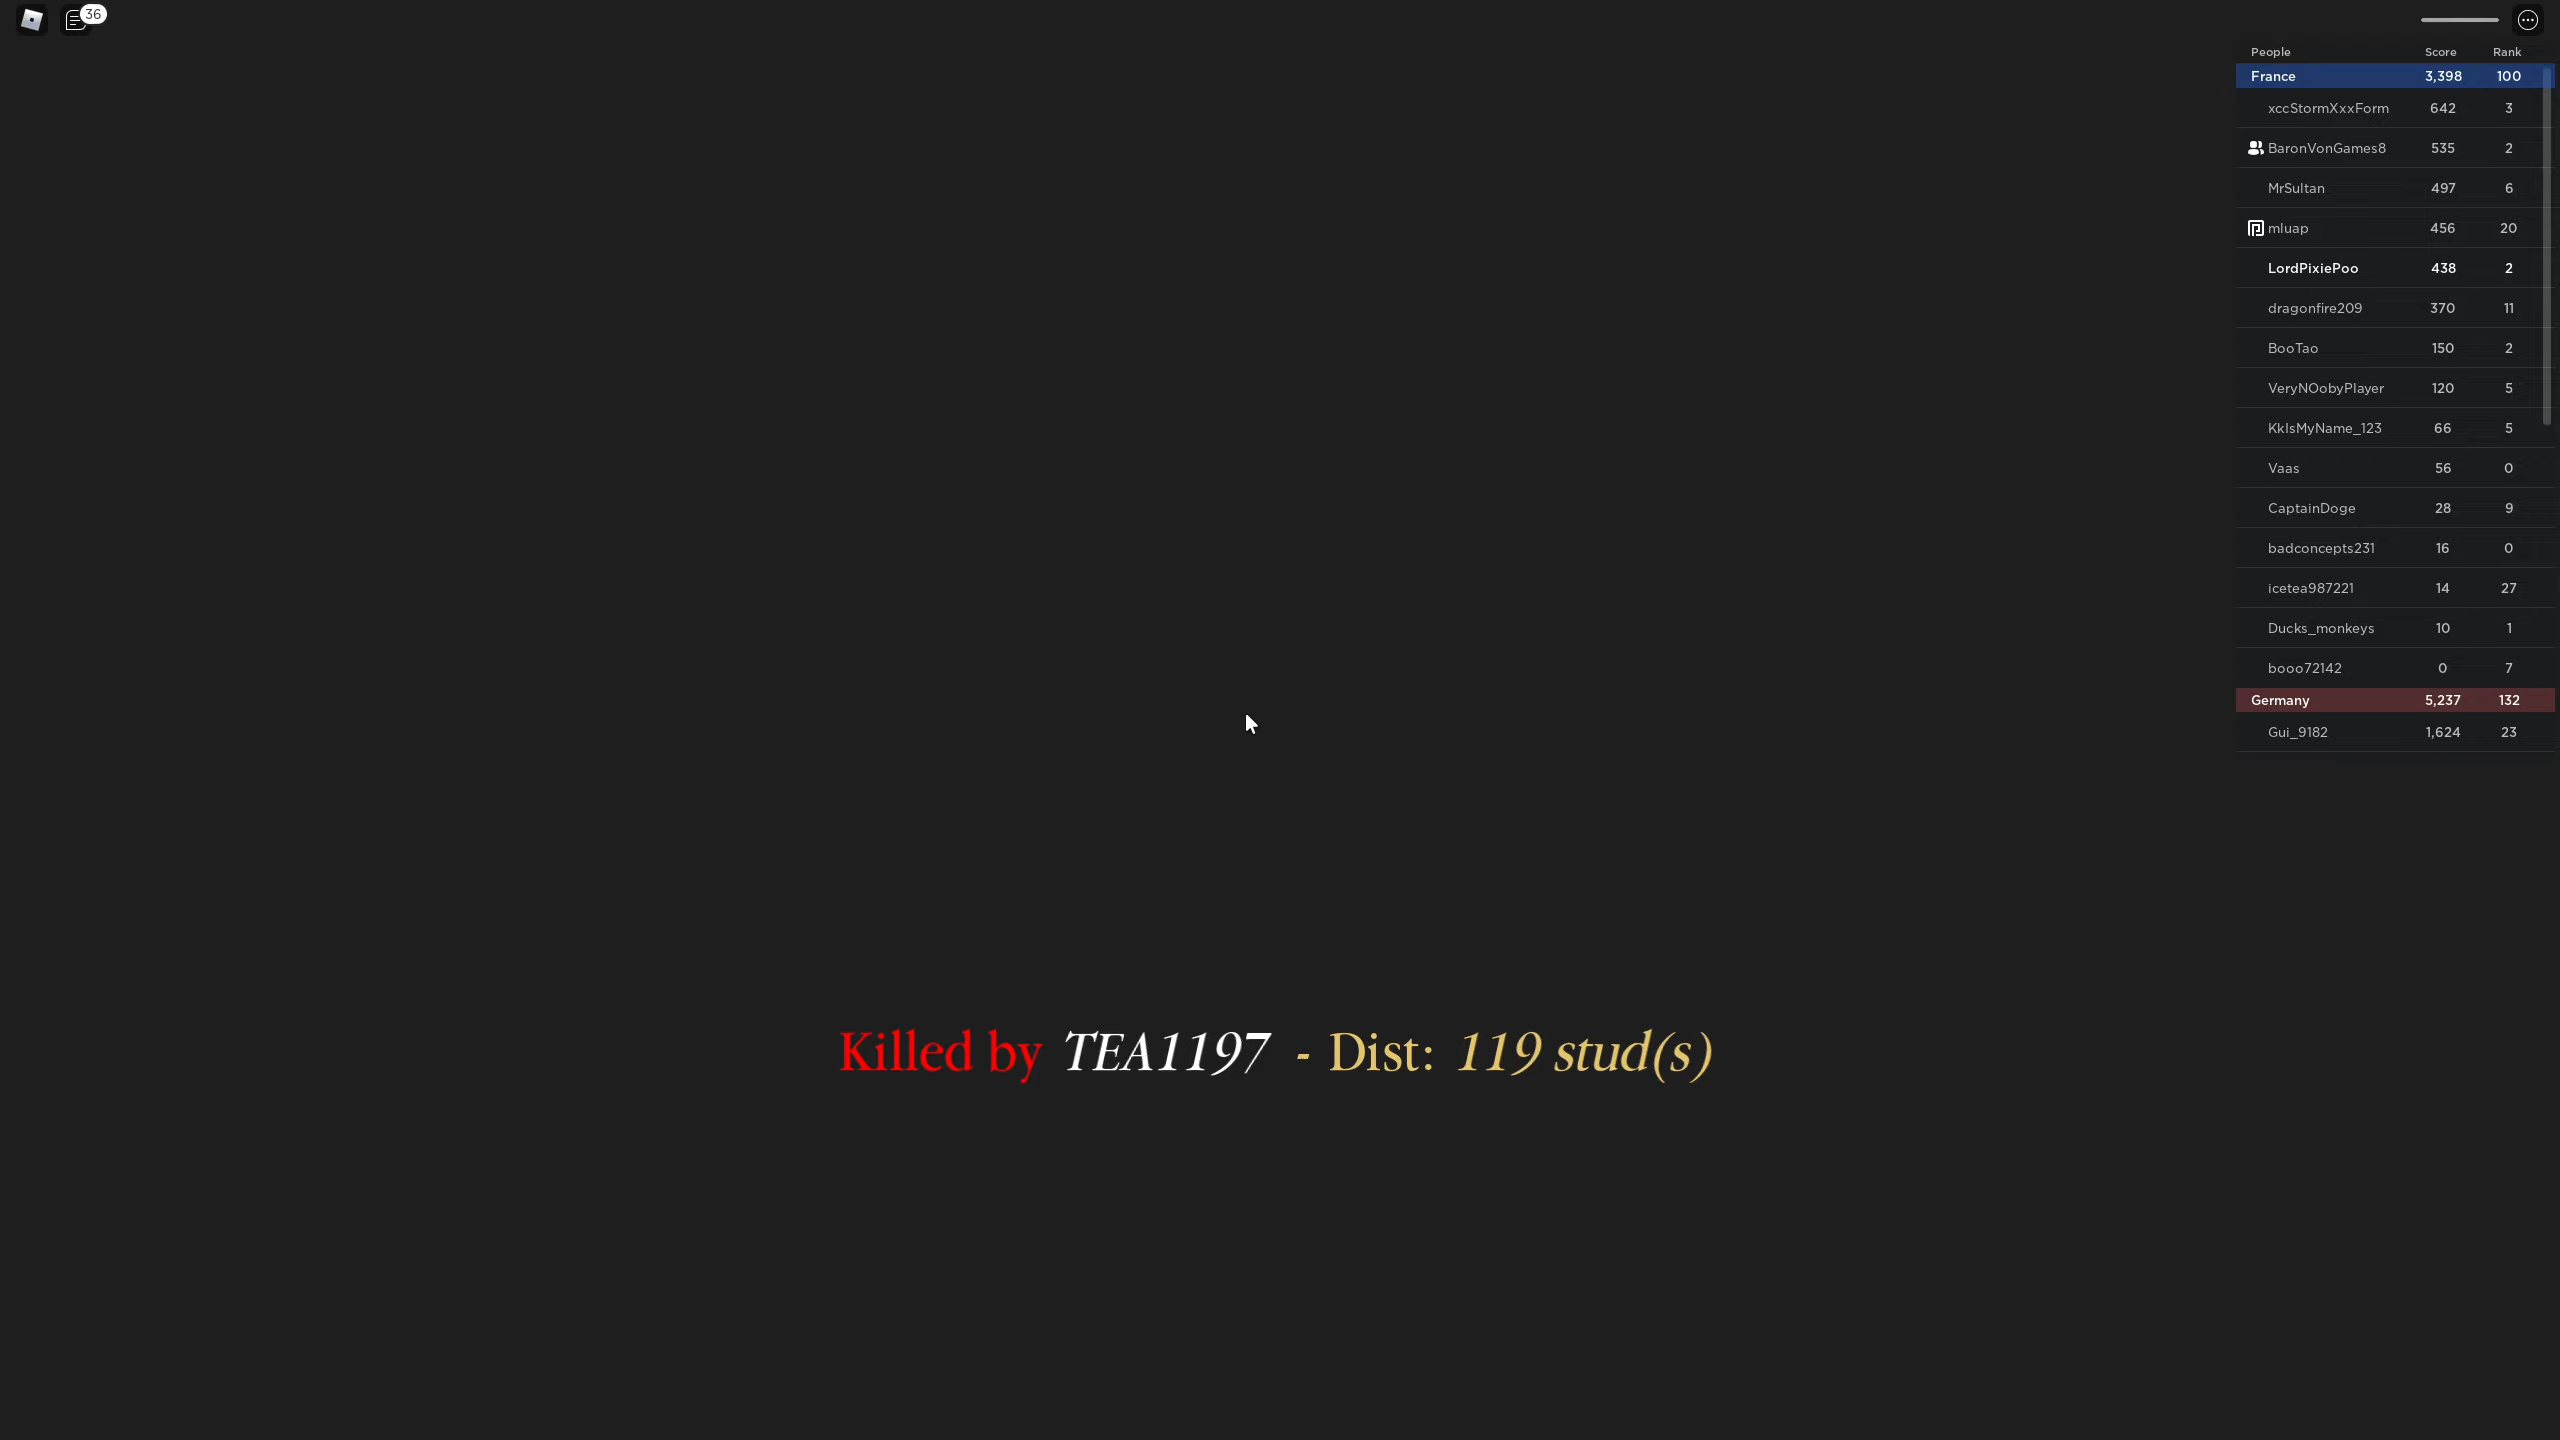 36
People Score Rank
France 3,398 100
xccStormXxxForm 642 3
BaronVonGames8 535 2
MrSultan 497 6
mluap 456 20
LordPixiePoo 438 2
dragonfire209 370 11
BooTao 150 2
VeryNOobyPlayer 120 5
KkIsMyName_123 66 5
Vaas 56 0
CaptainDoge 28 9
badconcepts231 16 0
icetea987221 14 27
Ducks_monkeys 10 1
booo72142 0 7
Germany 5,237 132
Gui_9182 1,624 23
Killed by TEA1197 - Dist: 119 stud(s)